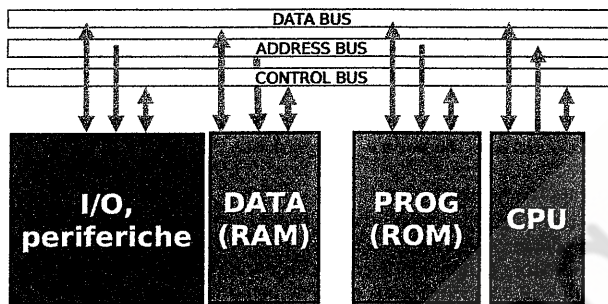 DATA BUS
ADDRESS BUS
CONTROL BUS
I/O,
periferiche
DATA
(RAM)
PROG
(ROM)
CPU